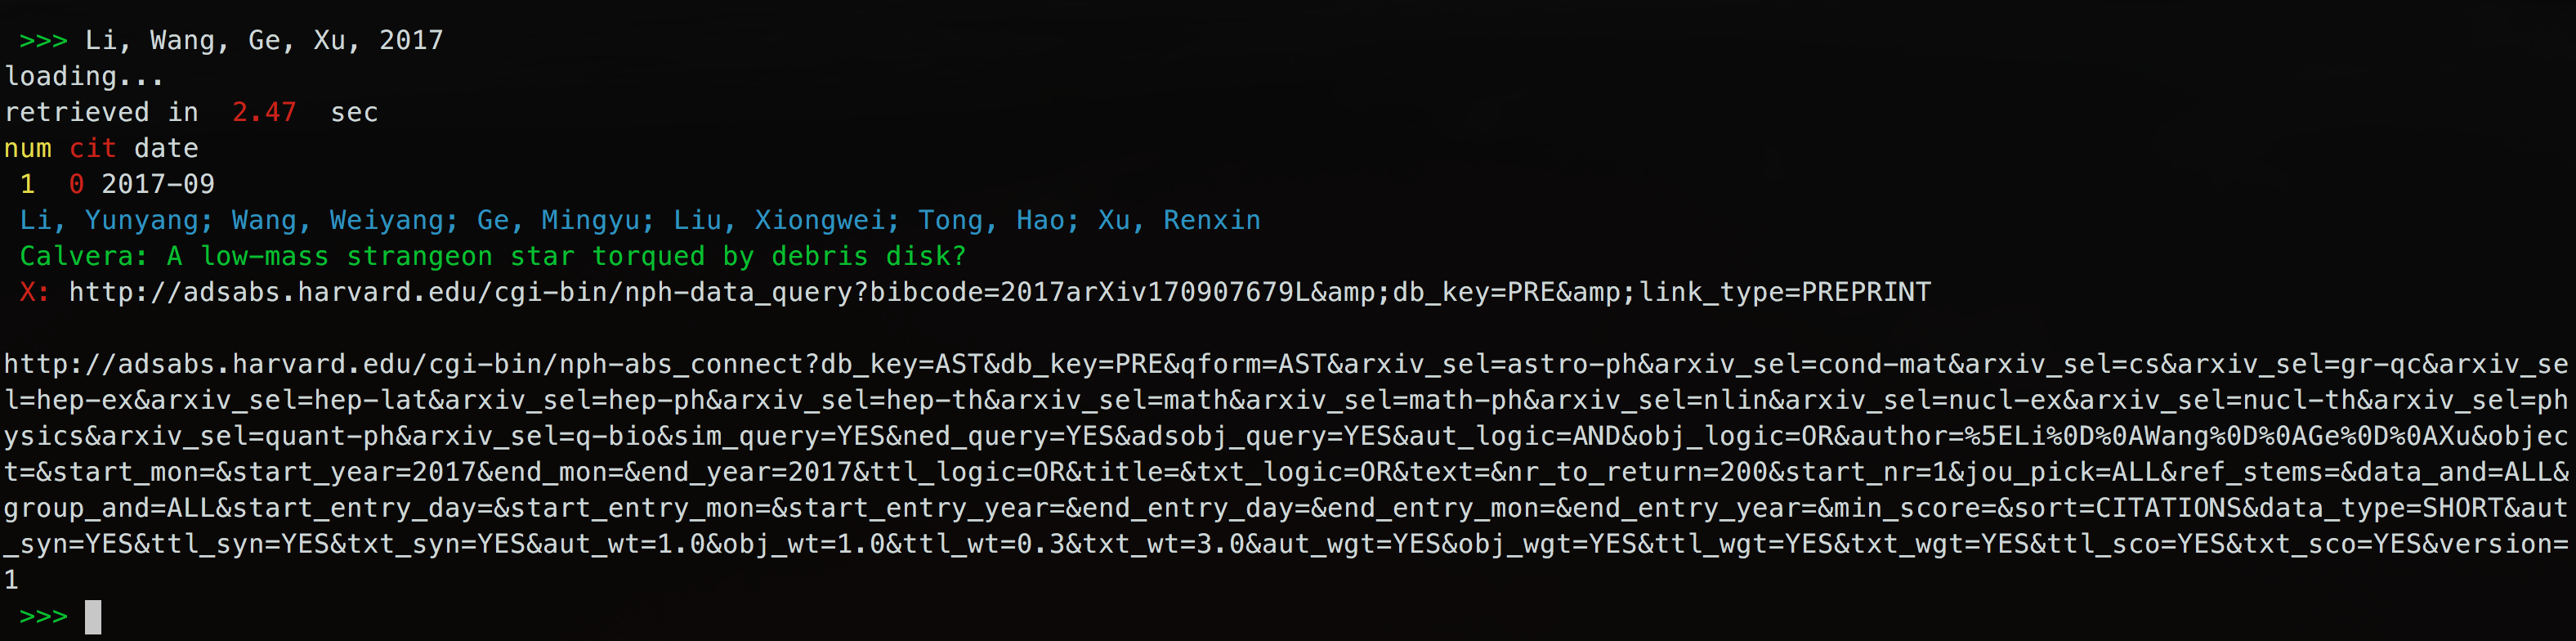 >>> Li, Wang, Ge, Xu, 2017
loading...
retrieved in  2.47  sec
num cit date
 1  0 2017-09
 Li, Yunyang; Wang, Weiyang; Ge, Mingyu; Liu, Xiongwei; Tong, Hao; Xu, Renxin
 Calvera: A low-mass strangeon star torqued by debris disk?
 X: http://adsabs.harvard.edu/cgi-bin/nph-data_query?bibcode=2017arXiv170907679L&amp;db_key=PRE&amp;link_type=PREPRINT
http://adsabs.harvard.edu/cgi-bin/nph-abs_connect?db_key=AST&db_key=PRE&qform=AST&arxiv_sel=astro-ph&arxiv_sel=cond-mat&arxiv_sel=cs&arxiv_sel=gr-qc&arxiv_se
l=hep-ex&arxiv_sel=hep-lat&arxiv_sel=hep-ph&arxiv_sel=hep-th&arxiv_sel=math&arxiv_sel=math-ph&arxiv_sel=nlin&arxiv_sel=nucl-ex&arxiv_sel=nucl-th&arxiv_sel=ph
ysics&arxiv_sel=quant-ph&arxiv_sel=q-bio&sim_query=YES&ned_query=YES&adsobj_query=YES&aut_logic=AND&obj_logic=OR&author=%5ELi%0D%0AWang%0D%0AGe%0D%0AXu&objec
t=&start_mon=&start_year=2017&end_mon=&end_year=2017&ttl_logic=OR&title=&txt_logic=OR&text=&nr_to_return=200&start_nr=1&jou_pick=ALL&ref_stems=&data_and=ALL&
group_and=ALL&start_entry_day=&start_entry_mon=&start_entry_year=&end_entry_day=&end_entry_mon=&end_entry_year=&min_score=&sort=CITATIONS&data_type=SHORT&aut
_syn=YES&ttl_syn=YES&txt_syn=YES&aut_wt=1.0&obj_wt=1.0&ttl_wt=0.3&txt_wt=3.0&aut_wgt=YES&obj_wgt=YES&ttl_wgt=YES&txt_wgt=YES&ttl_sco=YES&txt_sco=YES&version=
1
>>>